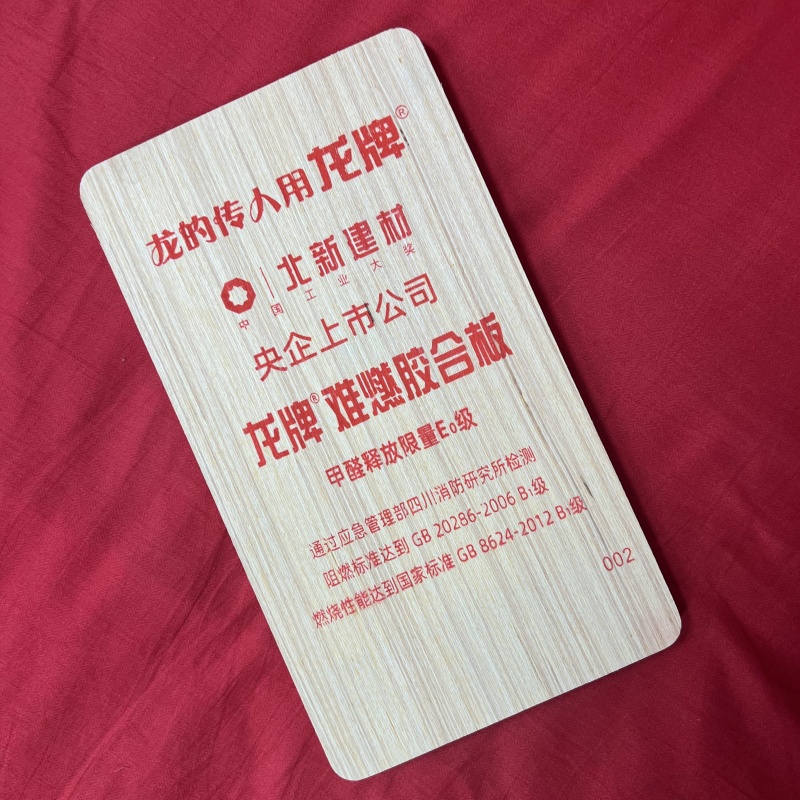 龙的传人用龙牌®
北新建材
中国工业大奖
央企上市公司
龙牌®难燃胶合板
甲醛释放限量E₀级
通过应急管理部四川消防研究所检测
阻燃标准达到 GB 20286-2006 B₁级
燃烧性能达到国家标准 GB 8624-2012 B₁级
002